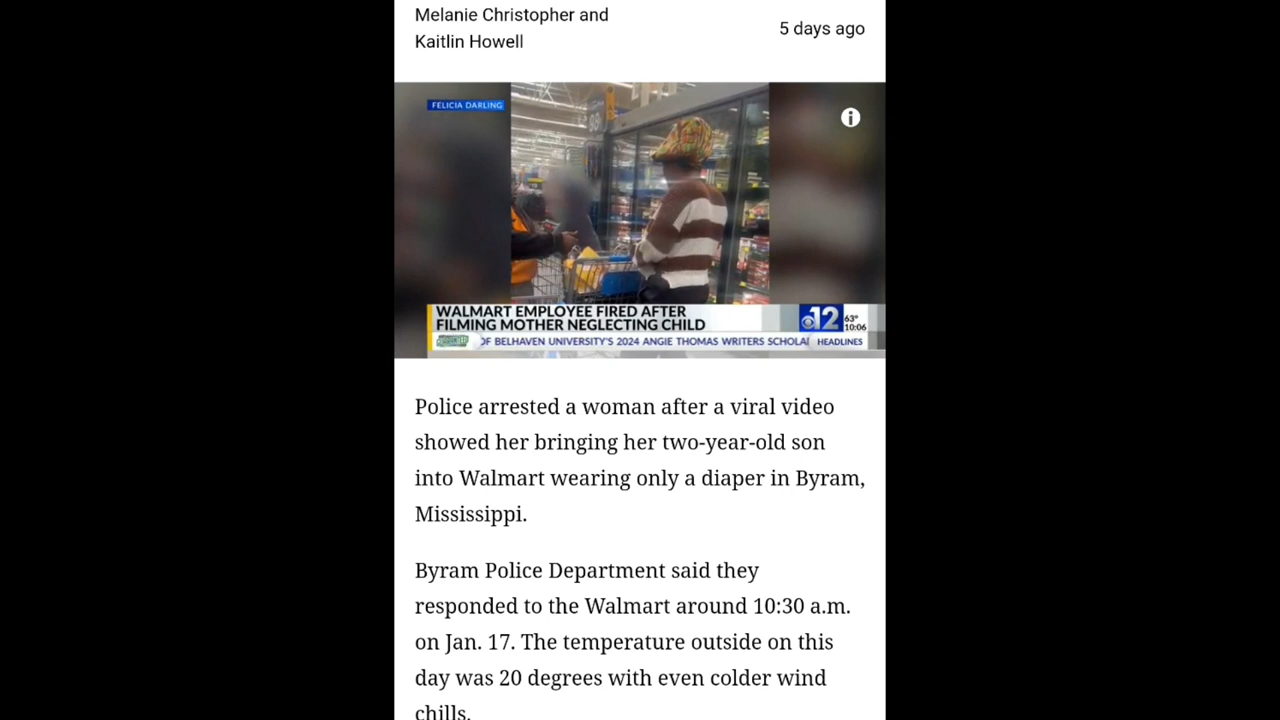 Melanie Christopher and
Kaitlin Howell
5 days ago
FELICIA DARLING
WALMART EMPLOYEE FIRED AFTER
FILMING MOTHER NEGLECTING CHILD
12
63°
10:06
OF BELHAVEN UNIVERSITY'S 2024 ANGIE THOMAS WRITERS SCHOLA
HEADLINES
Police arrested a woman after a viral video
showed her bringing her two-year-old son
into Walmart wearing only a diaper in Byram,
Mississippi.
Byram Police Department said they
responded to the Walmart around 10:30 a.m.
on Jan. 17. The temperature outside on this
day was 20 degrees with even colder wind
chills.